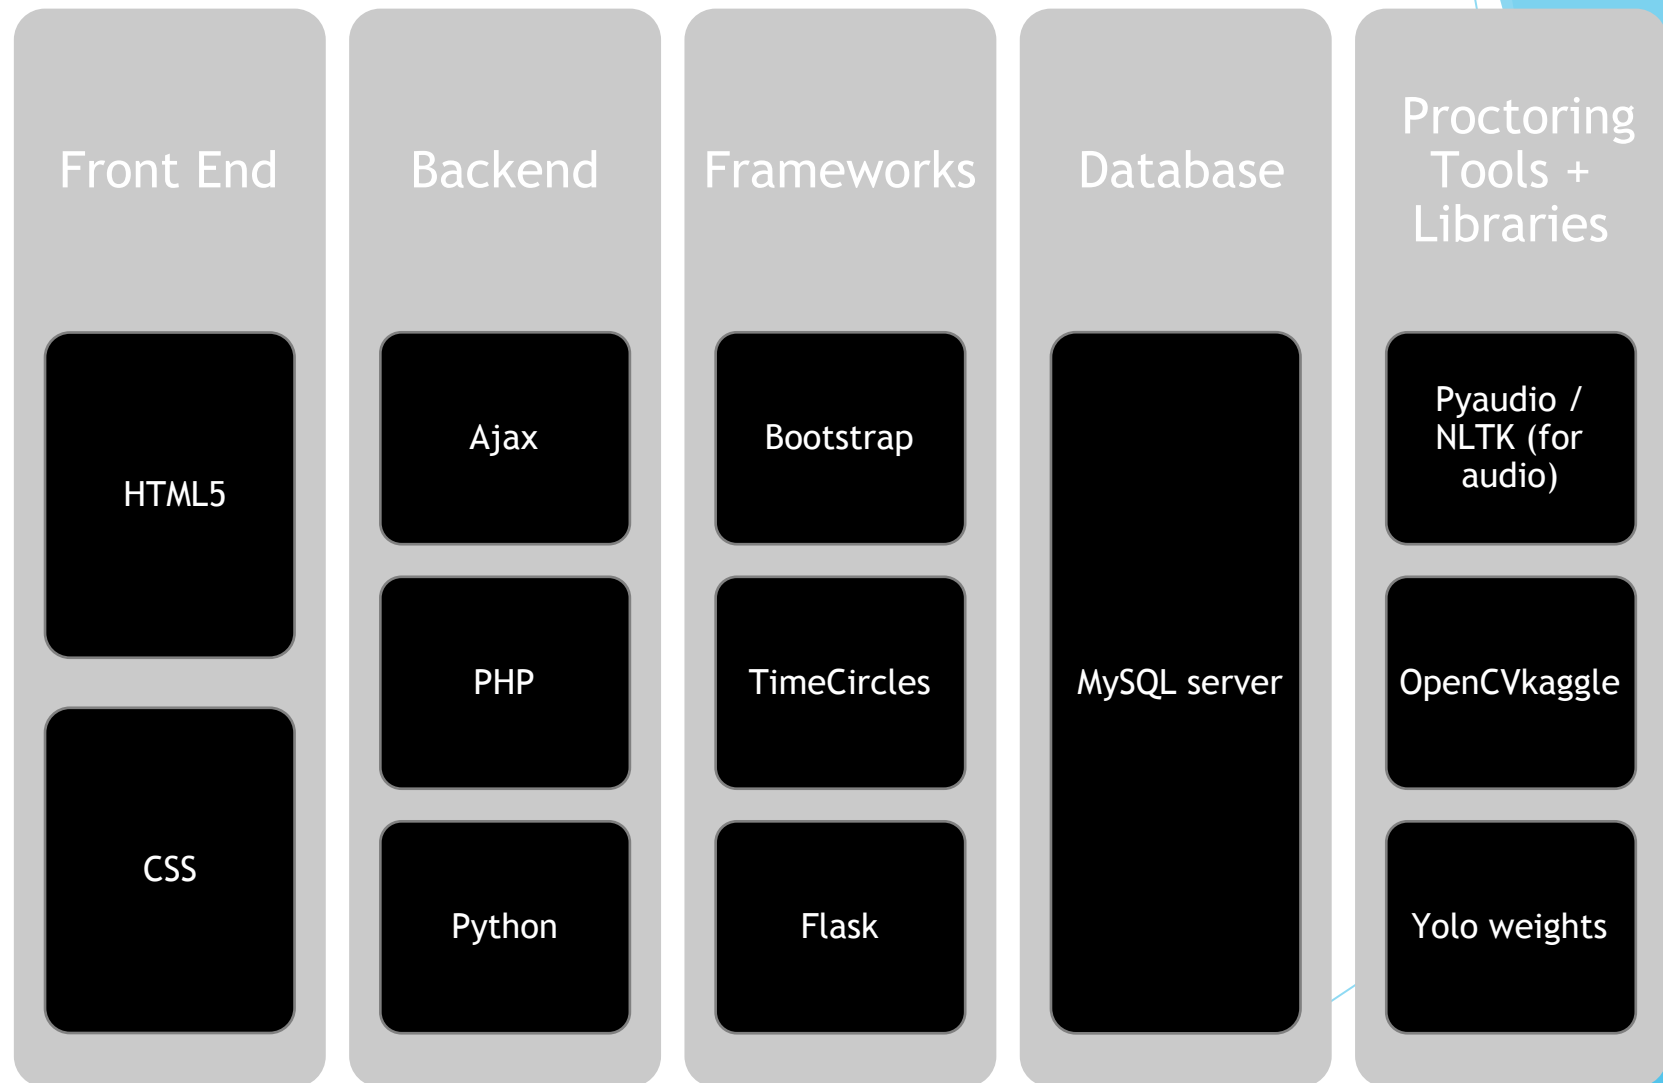 Front End
HTML5
CSS
Backend
Ajax
PHP
Python
Frameworks
Bootstrap
TimeCircles
Flask
Database
MySQL server
Proctoring
Tools +
Libraries
Pyaudio /
NLTK (for
audio)
OpenCVkaggle
Yolo weights